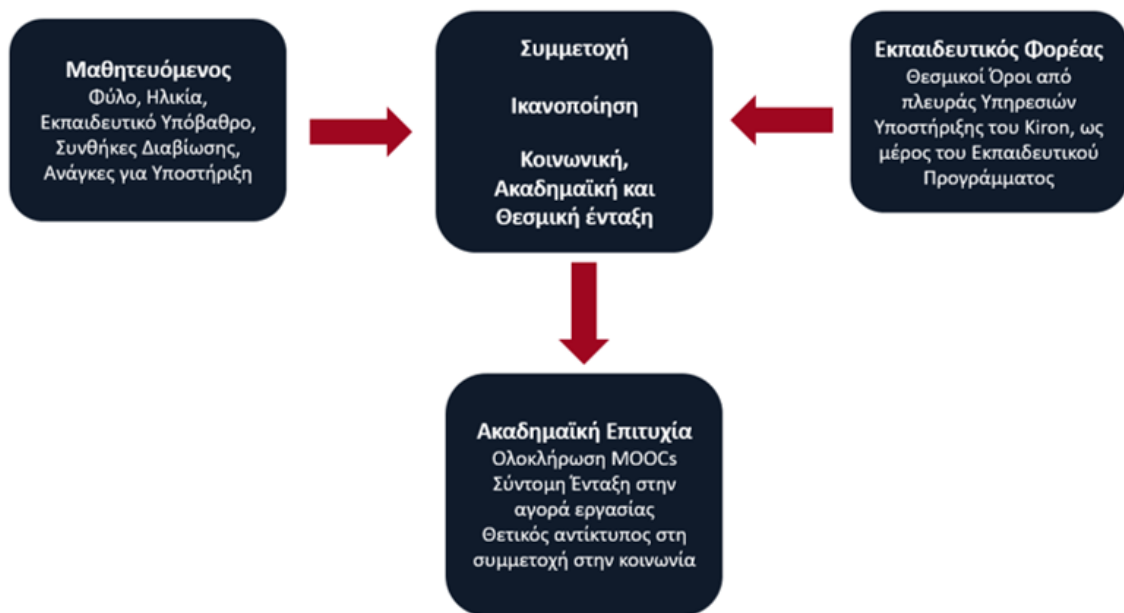 Μαθητευόμενος
Φύλο, Ηλικία,
Εκπαιδευτικό Υπόβαθρο,
Συνθήκες Διαβίωσης,
Ανάγκες για Υποστήριξη
Συμμετοχή
Ικανοποίηση
Κοινωνική,
Ακαδημαϊκή και
Θεσμική ένταξη
Εκπαιδευτικός Φορέας
Θεσμικοί Όροι από
πλευράς Υπηρεσιών
Υποστήριξης του Kiron, ως
μέρος του Εκπαιδευτικού
Προγράμματος
Ακαδημαϊκή Επιτυχία
Ολοκλήρωση MOOCs
Σύντομη Ένταξη στην
αγορά εργασίας
Θετικός αντίκτυπος στη
συμμετοχή στην κοινωνία